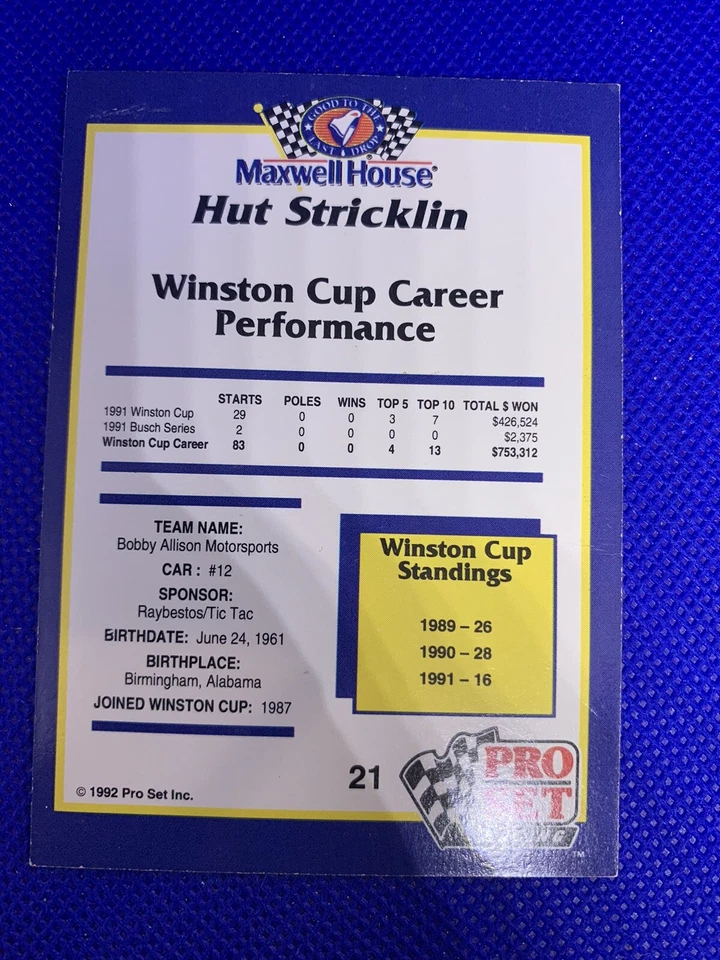 GOOD TO THE
LAST DROP
Maxwell House®
Hut Stricklin
Winston Cup Career
Performance
STARTS POLES WINS TOP 5 TOP 10 TOTAL $ WON
1991 Winston Cup 29 0 0 3 7 $426,524
1991 Busch Series 2 0 0 0 0 $2,375
Winston Cup Career 83 0 0 4 13 $753,312
TEAM NAME:
Bobby Allison Motorsports
CAR : #12
SPONSOR:
Raybestos/Tic Tac
BIRTHDATE: June 24, 1961
BIRTHPLACE:
Birmingham, Alabama
JOINED WINSTON CUP: 1987
Winston Cup
Standings
1989 – 26
1990 – 28
1991 – 16
21
PRO
SET
© 1992 Pro Set Inc.
TM